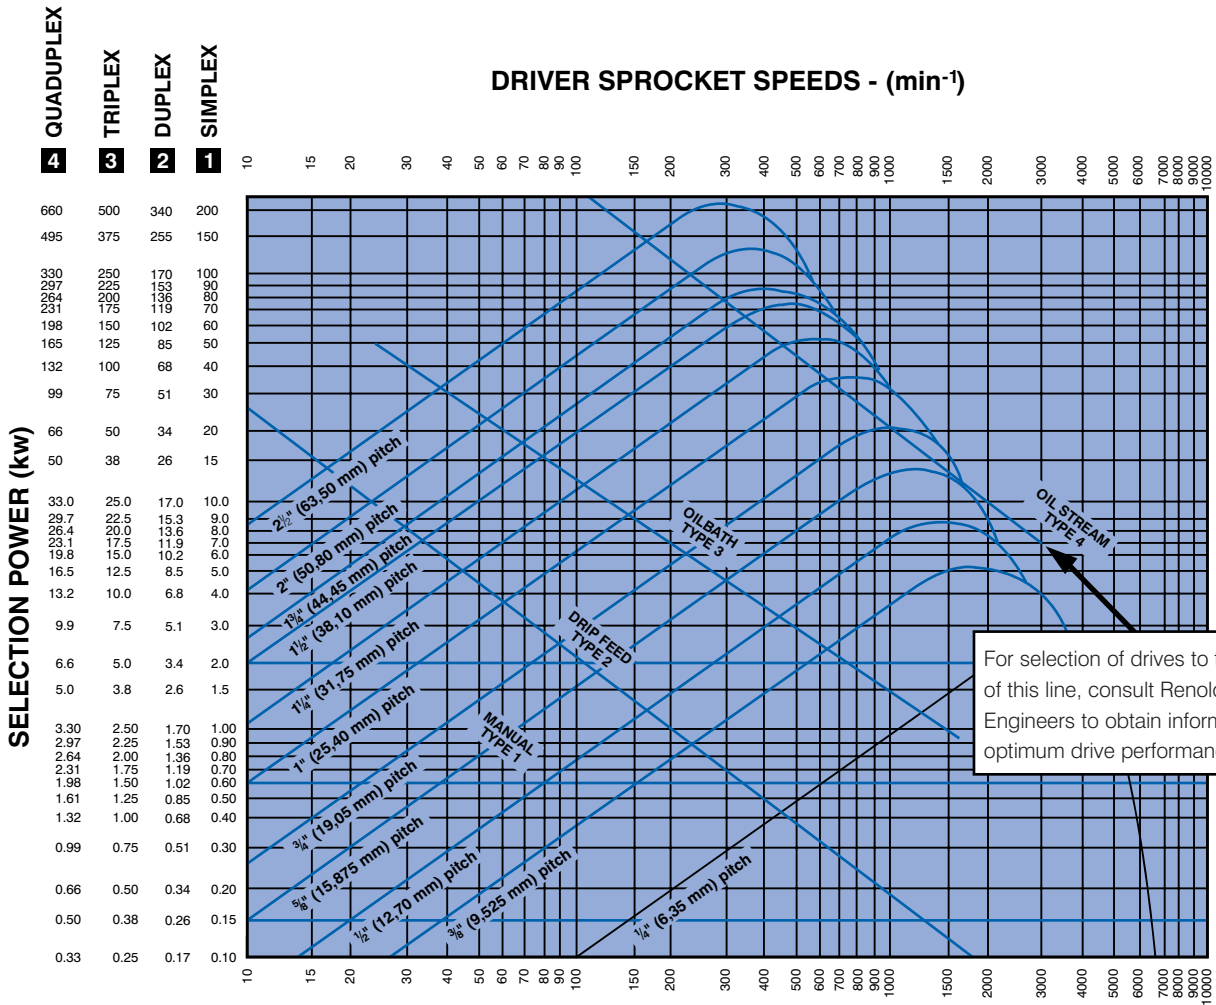 DRIVER SPROCKET SPEEDS - (min-1)
QUADUPLEX TRIPLEX DUPLEX SIMPLEX
4 3 2 1
10 15 20 30 40 50 60 70 80 90 100 150 200 300 400 500 600 700 800 900 1000 1500 2000 3000 4000 5000 6000 7000 8000 9000 10000
SELECTION POWER (kw)
660 500 340 200
495 375 255 150
330 250 170 100
297 225 153 90
264 200 136 80
231 175 119 70
198 150 102 60
165 125 85 50
132 100 68 40
99 75 51 30
66 50 34 20
50 38 26 15
33.0 25.0 17.0 10.0
29.7 22.5 15.3 9.0
26.4 20.0 13.6 8.0
23.1 17.5 11.9 7.0
19.8 15.0 10.2 6.0
16.5 12.5 8.5 5.0
13.2 10.0 6.8 4.0
9.9 7.5 5.1 3.0
6.6 5.0 3.4 2.0
5.0 3.8 2.6 1.5
3.30 2.50 1.70 1.00
2.97 2.25 1.53 0.90
2.64 2.00 1.36 0.80
2.31 1.75 1.19 0.70
1.98 1.50 1.02 0.60
1.61 1.25 0.85 0.50
1.32 1.00 0.68 0.40
0.99 0.75 0.51 0.30
0.66 0.50 0.34 0.20
0.50 0.38 0.26 0.15
0.33 0.25 0.17 0.10
2½" (63,50 mm) pitch
2" (50,80 mm) pitch
1¾" (44,45 mm) pitch
1½" (38,10 mm) pitch
1¼" (31,75 mm) pitch
1" (25,40 mm) pitch
¾" (19,05 mm) pitch
⅝" (15,875 mm) pitch
½" (12,70 mm) pitch
⅜" (9,525 mm) pitch
¼" (6,35 mm) pitch
MANUAL
TYPE 1
DRIP FEED
TYPE 2
OILBATH
TYPE 3
OIL STREAM
TYPE 4
For selection of drives to
of this line, consult
Engineers to obtain
optimum drive
10 15 20 30 40 50 60 70 80 90 100 150 200 300 400 500 600 700 800 900 1000 1500 2000 3000 4000 5000 6000 7000 8000 9000 10000